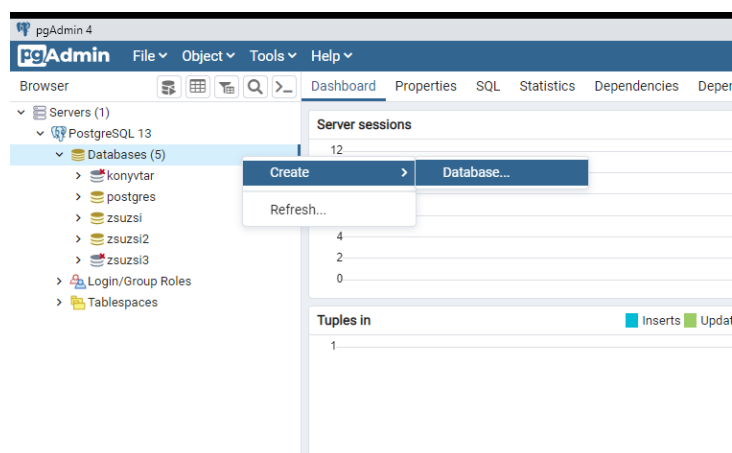 pgAdmin 4
pgAdmin File Object Tools Help
Browser Dashboard Properties SQL Statistics Dependencies Deper
Servers (1)
PostgreSQL 13
Databases (5)
konyvtar
postgres
zsuzsi
zsuzsi2
zsuzsi3
Login/Group Roles
Tablespaces
Create
Database...
Refresh...
Server sessions
12
4
2
0
Tuples in
Inserts Updat
1